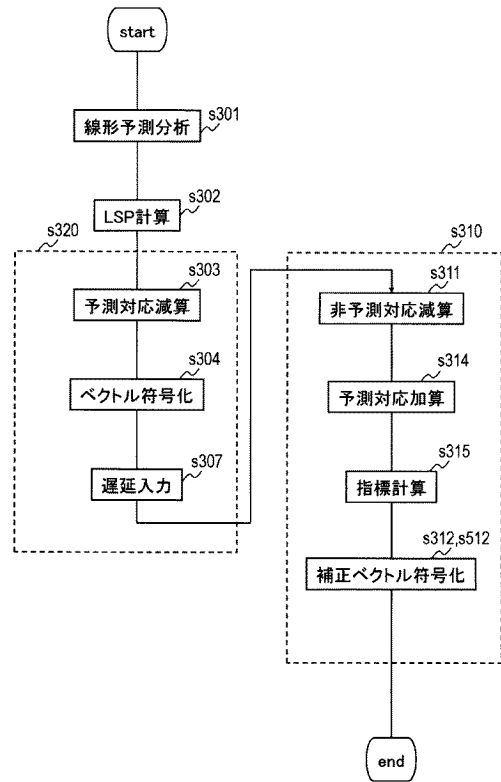 start
線形予測分析
s301
LSP計算
s302
s320
予測対応減算
s303
ベクトル符号化
s304
遅延入力
s307
s310
非予測対応減算
s311
予測対応加算
s314
指標計算
s315
補正ベクトル符号化
s312,s512
end